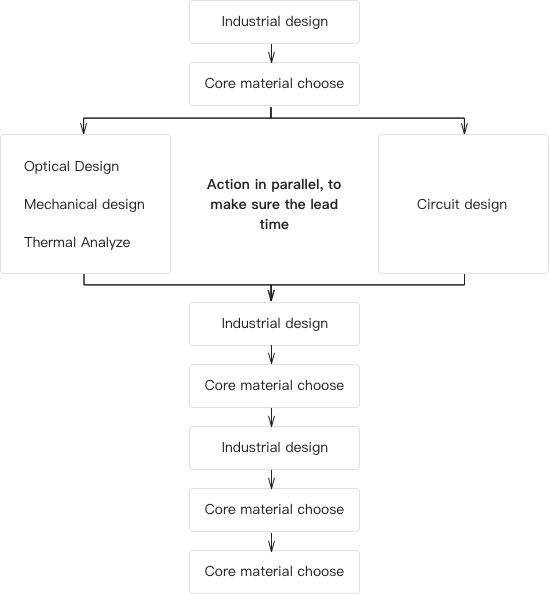 Industrial design
Core material choose
Optical Design
Mechanical design
Thermal Analyze
Action in parallel, to
make sure the lead
time
Circuit design
Industrial design
Core material choose
Industrial design
Core material choose
Core material choose